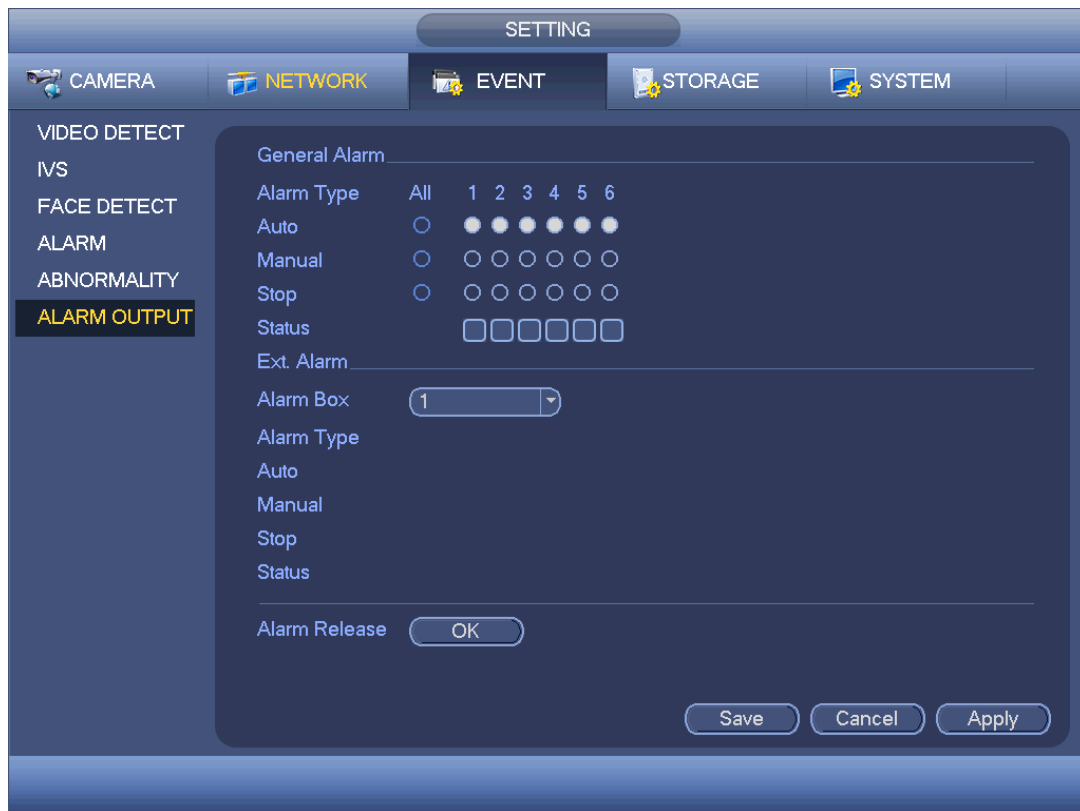 SETTING
CAMERA NETWORK EVENT STORAGE SYSTEM
VIDEO DETECT
IVS
FACE DETECT
ALARM
ABNORMALITY
ALARM OUTPUT
General Alarm
Alarm Type All 1 2 3 4 5 6
Auto
Manual
Stop
Status
Ext. Alarm
Alarm Box 1
Alarm Type
Auto
Manual
Stop
Status
Alarm Release OK
Save Cancel Apply